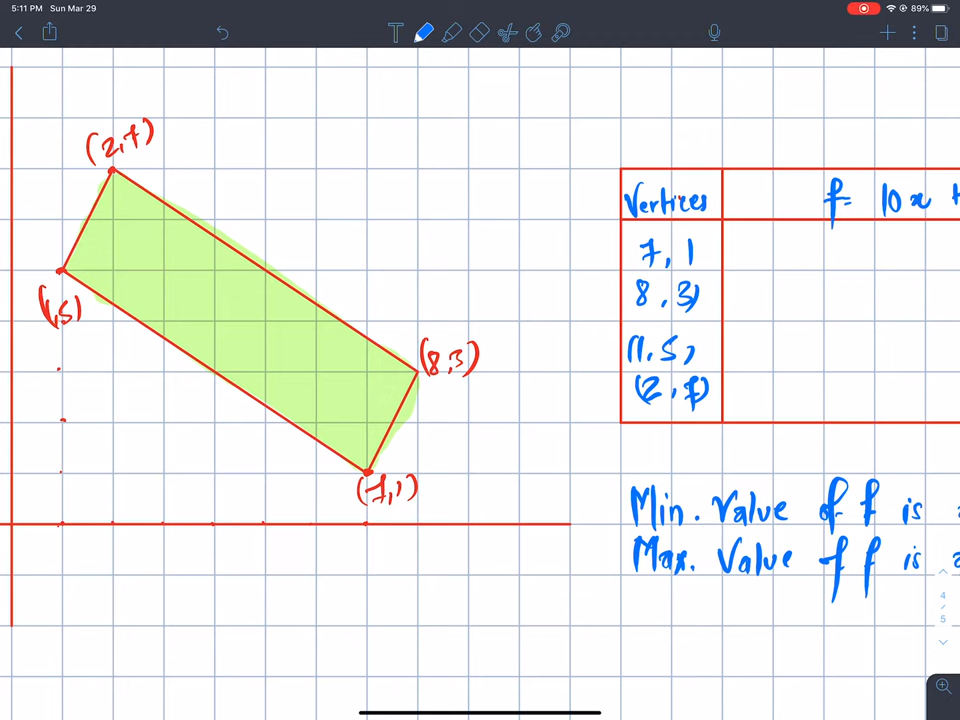 5:11 PM Sun Mar 29
89%
(2,7)
(1,5)
(8,3)
(7,1)
Vertices
f= 10x +
7, 1
8, 3)
(1, 5,
(2, 7)
Min. Value of f is
Max. Value of f is
4
/
5